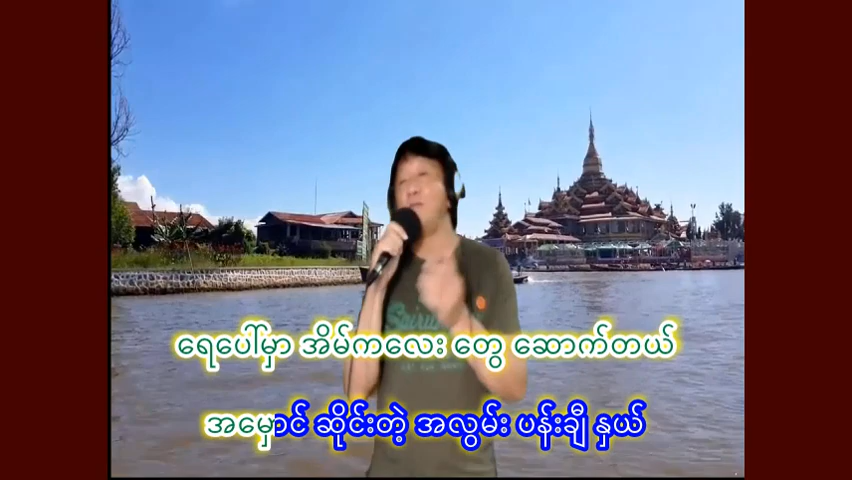 Spirit
ရေပေါ်မှာ အိမ်ကလေး တွေ ဆောက်တယ်
အမှောင် ဆိုင်းတဲ့ အလွမ်း ပန်းချီ နှယ်